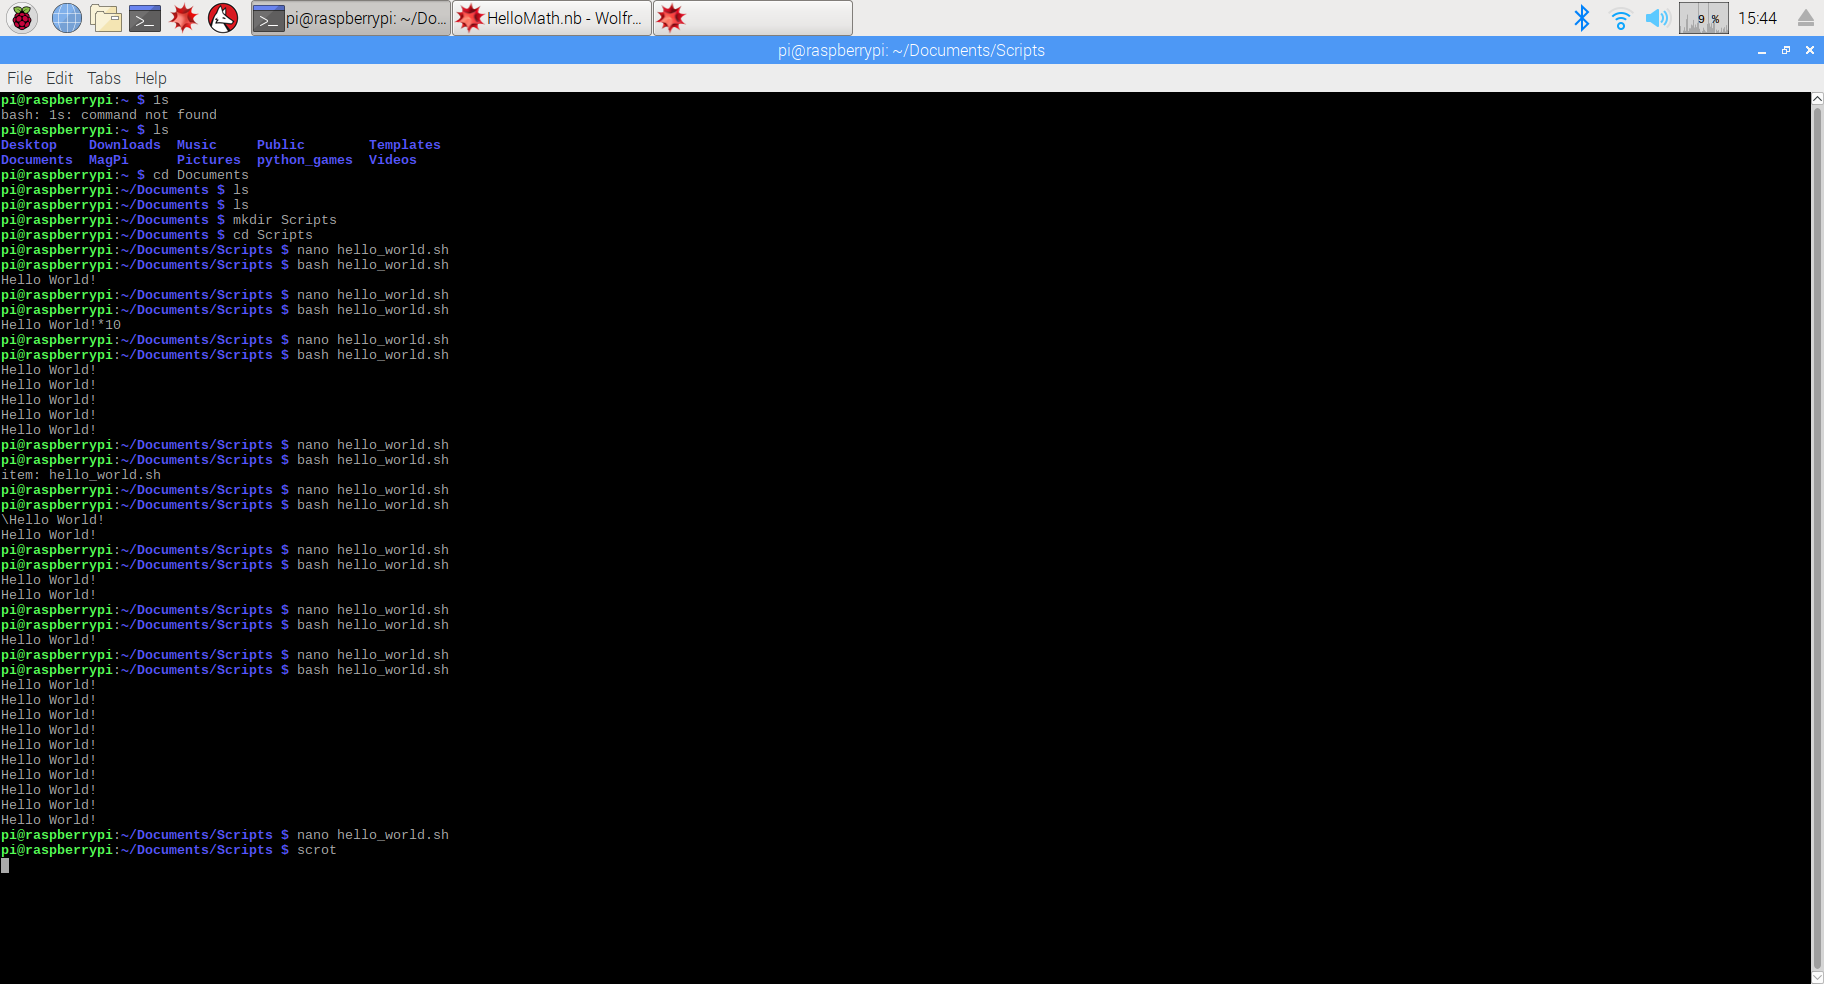 pi@raspberrypi: ~/Do... HelloMath.nb - Wolfr... 9 % 15:44
pi@raspberrypi: ~/Documents/Scripts
File Edit Tabs Help
pi@raspberrypi:~ $ 1s
bash: 1s: command not found
pi@raspberrypi:~ $ ls
Desktop    Downloads  Music     Public        Templates
Documents  MagPi      Pictures  python_games  Videos
pi@raspberrypi:~ $ cd Documents
pi@raspberrypi:~/Documents $ ls
pi@raspberrypi:~/Documents $ ls
pi@raspberrypi:~/Documents $ mkdir Scripts
pi@raspberrypi:~/Documents $ cd Scripts
pi@raspberrypi:~/Documents/Scripts $ nano hello_world.sh
pi@raspberrypi:~/Documents/Scripts $ bash hello_world.sh
Hello World!
pi@raspberrypi:~/Documents/Scripts $ nano hello_world.sh
pi@raspberrypi:~/Documents/Scripts $ bash hello_world.sh
Hello World!*10
pi@raspberrypi:~/Documents/Scripts $ nano hello_world.sh
pi@raspberrypi:~/Documents/Scripts $ bash hello_world.sh
Hello World!
Hello World!
Hello World!
Hello World!
Hello World!
pi@raspberrypi:~/Documents/Scripts $ nano hello_world.sh
pi@raspberrypi:~/Documents/Scripts $ bash hello_world.sh
item: hello_world.sh
pi@raspberrypi:~/Documents/Scripts $ nano hello_world.sh
pi@raspberrypi:~/Documents/Scripts $ bash hello_world.sh
\Hello World!
Hello World!
pi@raspberrypi:~/Documents/Scripts $ nano hello_world.sh
pi@raspberrypi:~/Documents/Scripts $ bash hello_world.sh
Hello World!
Hello World!
pi@raspberrypi:~/Documents/Scripts $ nano hello_world.sh
pi@raspberrypi:~/Documents/Scripts $ bash hello_world.sh
Hello World!
pi@raspberrypi:~/Documents/Scripts $ nano hello_world.sh
pi@raspberrypi:~/Documents/Scripts $ bash hello_world.sh
Hello World!
Hello World!
Hello World!
Hello World!
Hello World!
Hello World!
Hello World!
Hello World!
Hello World!
Hello World!
pi@raspberrypi:~/Documents/Scripts $ nano hello_world.sh
pi@raspberrypi:~/Documents/Scripts $ scrot